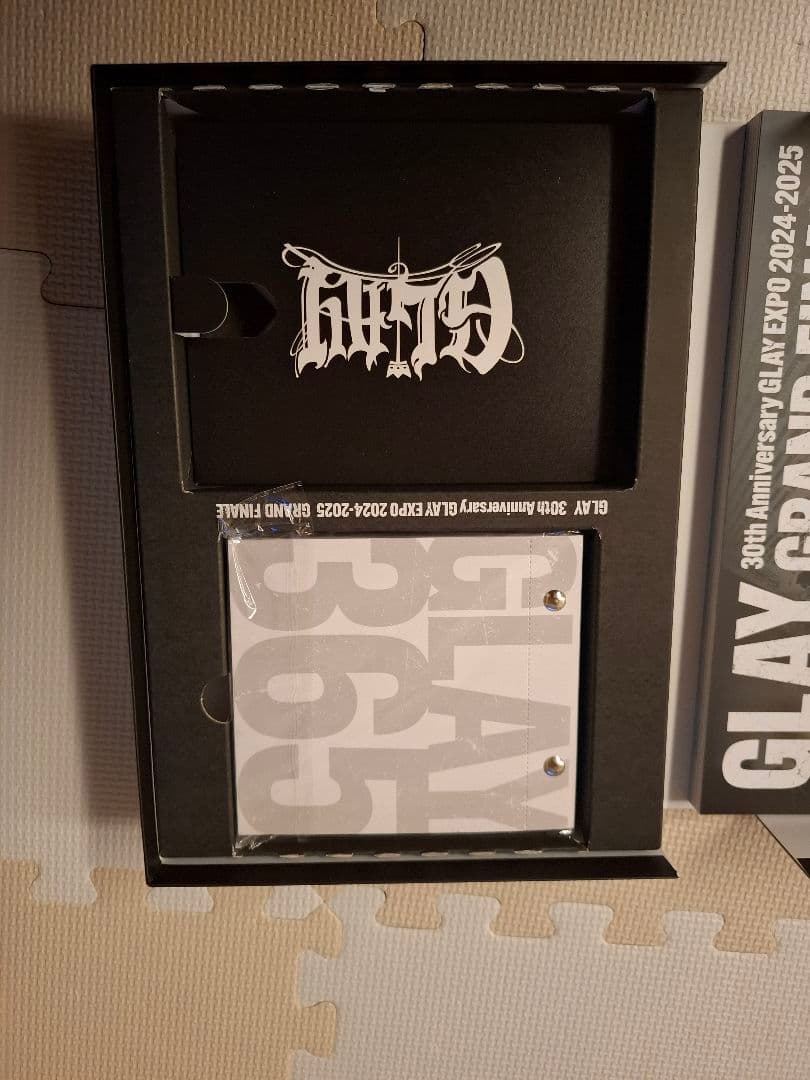 GLAY
GLAY 30th Anniversary GLAY EXPO 2024-2025 GRAND FINALE
GLAY
365
30th Anniversary GLAY EXPO 2024-2025
GLAY GRAND